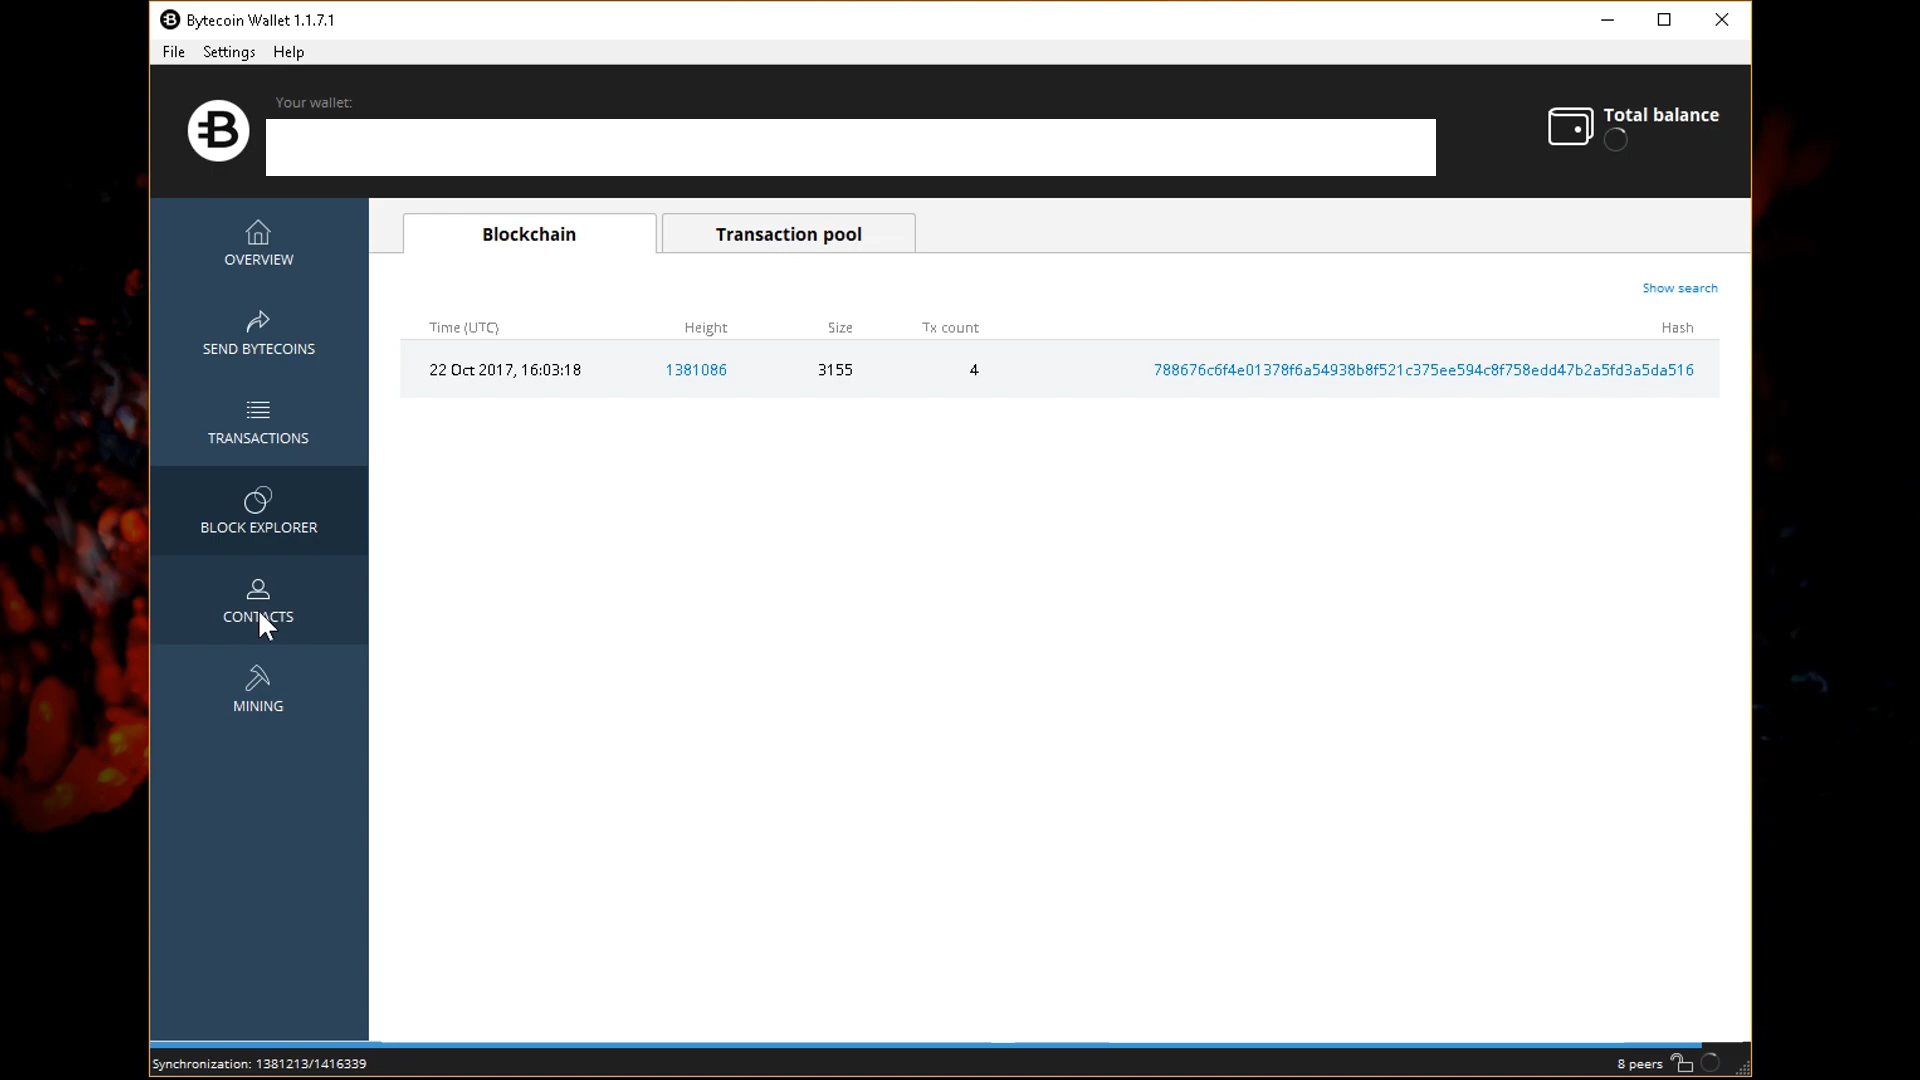 Bytecoin Wallet 1.1.7.1
File Settings Help
Your wallet:
Total balance
OVERVIEW
SEND BYTECOINS
TRANSACTIONS
BLOCK EXPLORER
CONTACTS
MINING
Blockchain Transaction pool
Show search
Time (UTC) Height Size Tx count Hash
22 Oct 2017, 16:03:18 1381086 3155 4 788676c6f4e01378f6a54938b8f521c375ee594c8f758edd47b2a5fd3a5da516
Synchronization: 1381213/1416339 8 peers